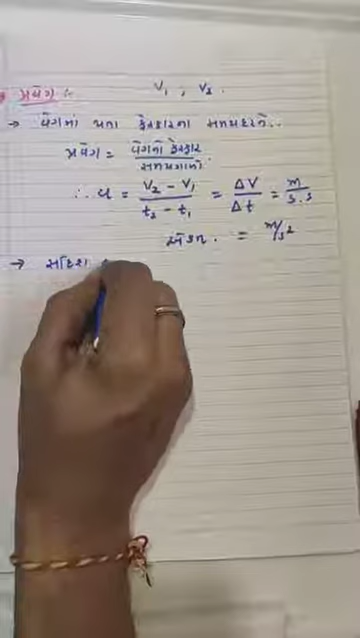 પ્રવેગ :- V₁ , V₂ .
→ વેગમાં થતા ફેરફારના સમયદરને..
પ્રવેગ = વેગનો ફેરફાર / સમયગાળો
∴ a = V₂ - V₁ / t₂ - t₁ = ΔV / Δt = m / s.s
એકમ . = m/s²
→ સદિશ